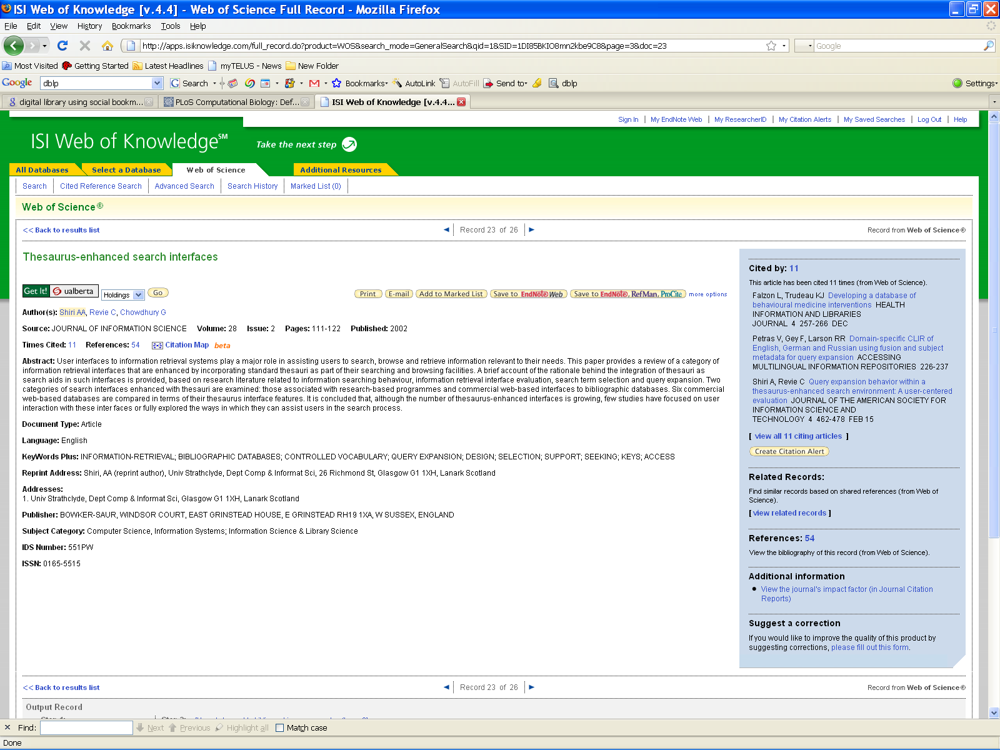 ISI Web of Knowledge [v.4.4] - Web of Science Full Record - Mozilla Firefox
File Edit View History Bookmarks Tools Help
http://apps.isiknowledge.com/full_record.do?product=WOS&search_mode=GeneralSearch&qid=1&SID=1DI85BKIO8mn2kbe9C8&page=3&doc=23
Google
Most Visited Getting Started Latest Headlines myTELUS - News New Folder
Google dblp Search Bookmarks AutoLink AutoFill Send to dblp Settings
digital library using social bookm... PLoS Computational Biology: Def... ISI Web of Knowledge [v.4.4...
Sign In | My EndNote Web | My ResearcherID | My Citation Alerts | My Saved Searches | Log Out | Help
ISI Web of Knowledge SM Take the next step
All Databases Select a Database Web of Science Additional Resources
Search Cited Reference Search Advanced Search Search History Marked List (0)
Web of Science®
<< Back to results list Record 23 of 26 Record from Web of Science®
Thesaurus-enhanced search interfaces
Get It! ualberta Holdings Go Print E-mail Add to Marked List Save to EndNote Web Save to EndNote, RefMan, ProCite more options
Author(s): Shiri AA, Revie C, Chowdhury G
Source: JOURNAL OF INFORMATION SCIENCE Volume: 28 Issue: 2 Pages: 111-122 Published: 2002
Times Cited: 11 References: 54 Citation Map beta
Abstract: User interfaces to information retrieval systems play a major role in assisting users to search, browse and retrieve information relevant to their needs. This paper provides a review of a category of
information retrieval interfaces that are enhanced by incorporating standard thesauri as part of their searching and browsing facilities. A brief account of the rationale behind the integration of thesauri as
search aids in such interfaces is provided, based on research literature related to information searching behaviour, information retrieval interface evaluation, search term selection and query expansion. Two
categories of search interfaces enhanced with thesauri are examined: those associated with research-based programmes and commercial web-based interfaces to bibliographic databases. Six commercial
web-based databases are compared in terms of their thesaurus interface features. It is concluded that, although the number of thesaurus-enhanced interfaces is growing, few studies have focused on user
interaction with these inter faces or fully explored the ways in which they can assist users in the search process.
Document Type: Article
Language: English
KeyWords Plus: INFORMATION-RETRIEVAL; BIBLIOGRAPHIC DATABASES; CONTROLLED VOCABULARY; QUERY EXPANSION; DESIGN; SELECTION; SUPPORT; SEEKING; KEYS; ACCESS
Reprint Address: Shiri, AA (reprint author), Univ Strathclyde, Dept Comp & Informat Sci, 26 Richmond St, Glasgow G1 1XH, Lanark Scotland
Addresses:
1. Univ Strathclyde, Dept Comp & Informat Sci, Glasgow G1 1XH, Lanark Scotland
Publisher: BOWKER-SAUR, WINDSOR COURT, EAST GRINSTEAD HOUSE, E GRINSTEAD RH19 1XA, W SUSSEX, ENGLAND
Subject Category: Computer Science, Information Systems; Information Science & Library Science
IDS Number: 551PW
ISSN: 0165-5515
Cited by: 11
This article has been cited 11 times (from Web of Science).
Falzon L, Trudeau KJ Developing a database of
behavioural medicine interventions HEALTH
INFORMATION AND LIBRARIES
JOURNAL 4 257-266 DEC
Petras V, Gey F, Larson RR Domain-specific CLIR of
English, German and Russian using fusion and subject
metadata for query expansion ACCESSING
MULTILINGUAL INFORMATION REPOSITORIES 226-237
Shiri A, Revie C Query expansion behavior within a
thesaurus-enhanced search environment: A user-centered
evaluation JOURNAL OF THE AMERICAN SOCIETY FOR
INFORMATION SCIENCE AND
TECHNOLOGY 4 462-478 FEB 15
[ view all 11 citing articles ]
Create Citation Alert
Related Records:
Find similar records based on shared references (from Web of
Science).
[ view related records ]
References: 54
View the bibliography of this record (from Web of Science).
Additional information
View the journal's impact factor (in Journal Citation
Reports)
Suggest a correction
If you would like to improve the quality of this product by
suggesting corrections, please fill out this form.
<< Back to results list Record 23 of 26 Record from Web of Science®
Output Record
Find: Next Previous Highlight all Match case
Done